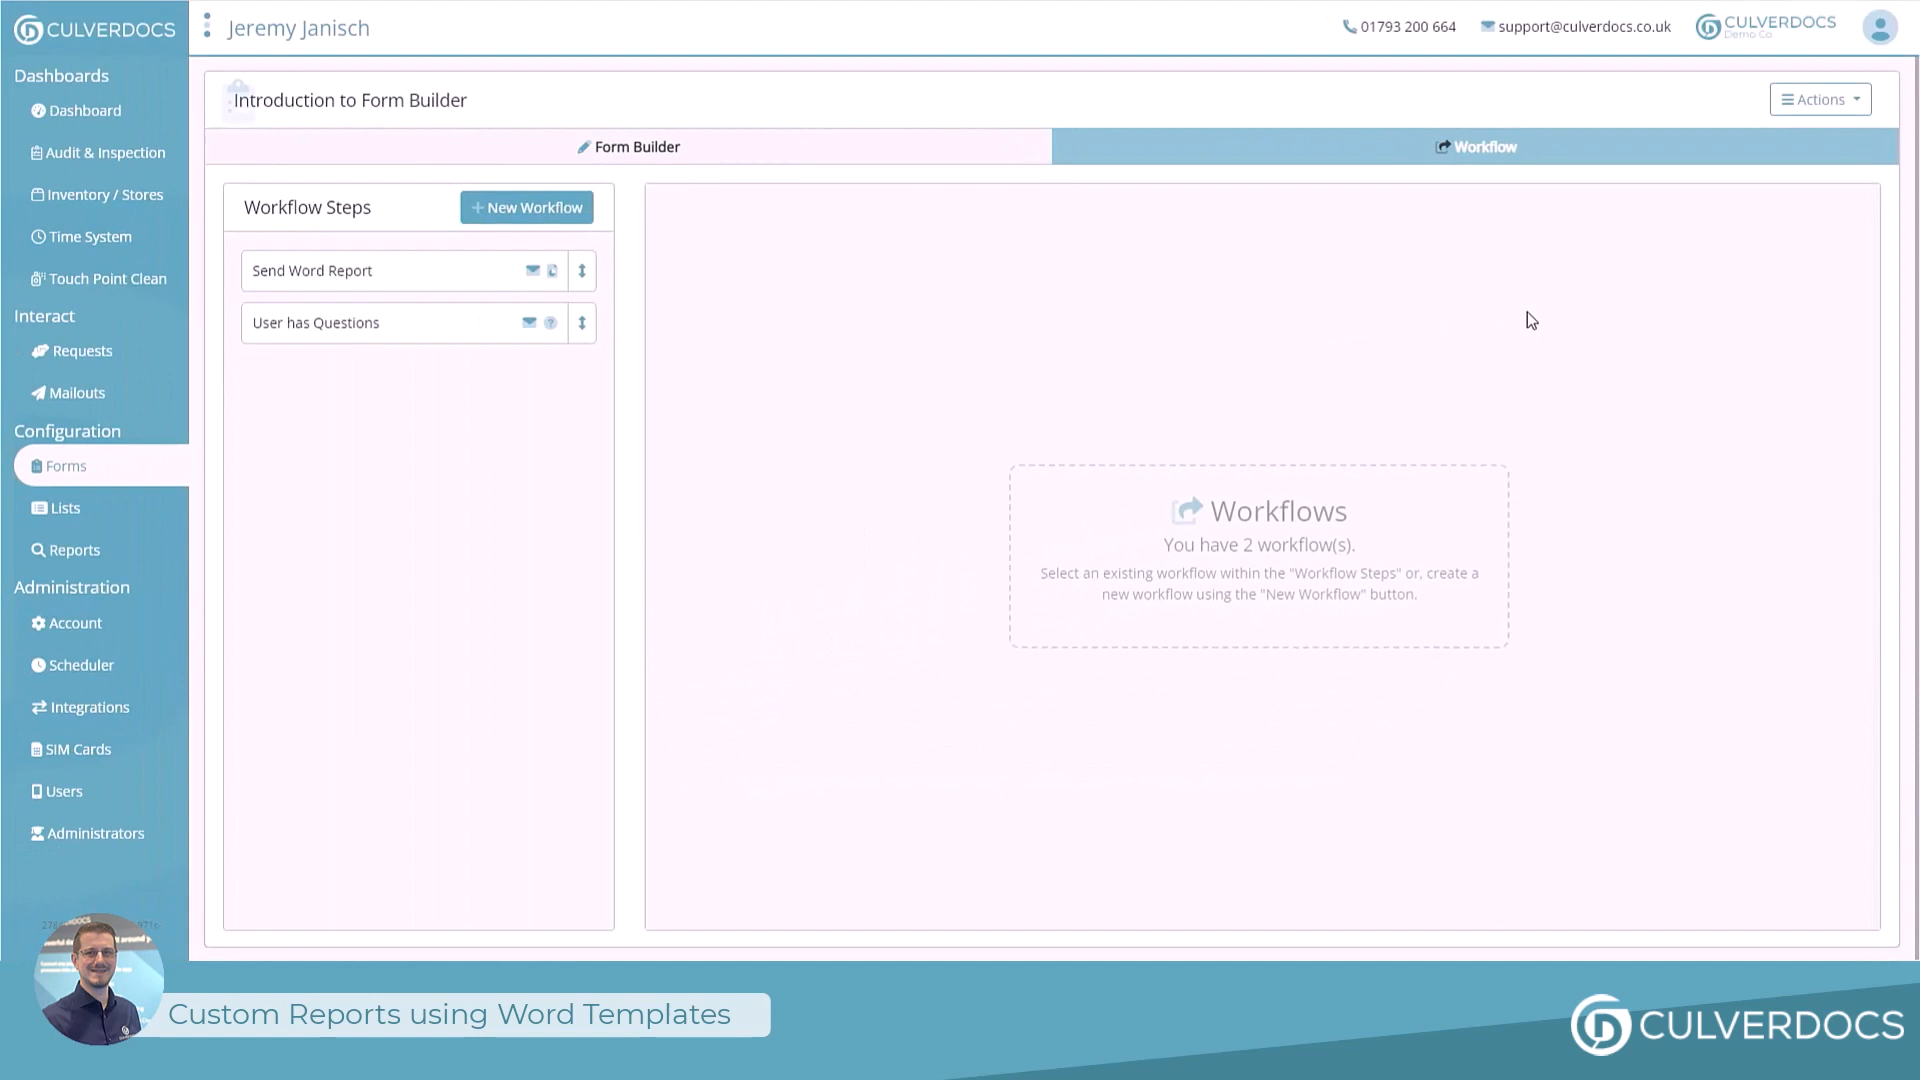 CULVERDOCS
Jeremy Janisch
01793 200 664
support@culverdocs.co.uk
CULVERDOCS
Demo Co
Dashboards
Dashboard
Audit & Inspection
Inventory / Stores
Time System
Touch Point Clean
Interact
Requests
Mailouts
Configuration
Forms
Lists
Reports
Administration
Account
Scheduler
Integrations
SIM Cards
Users
Administrators
Introduction to Form Builder
Actions
Form Builder
Workflow
Workflow Steps
New Workflow
Send Word Report
User has Questions
Workflows
You have 2 workflow(s).
Select an existing workflow within the "Workflow Steps" or, create a
new workflow using the "New Workflow" button.
Custom Reports using Word Templates
CULVERDOCS